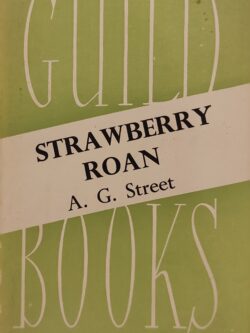 GUILD
STRAWBERRY
ROAN
A. G. Street
BOOKS